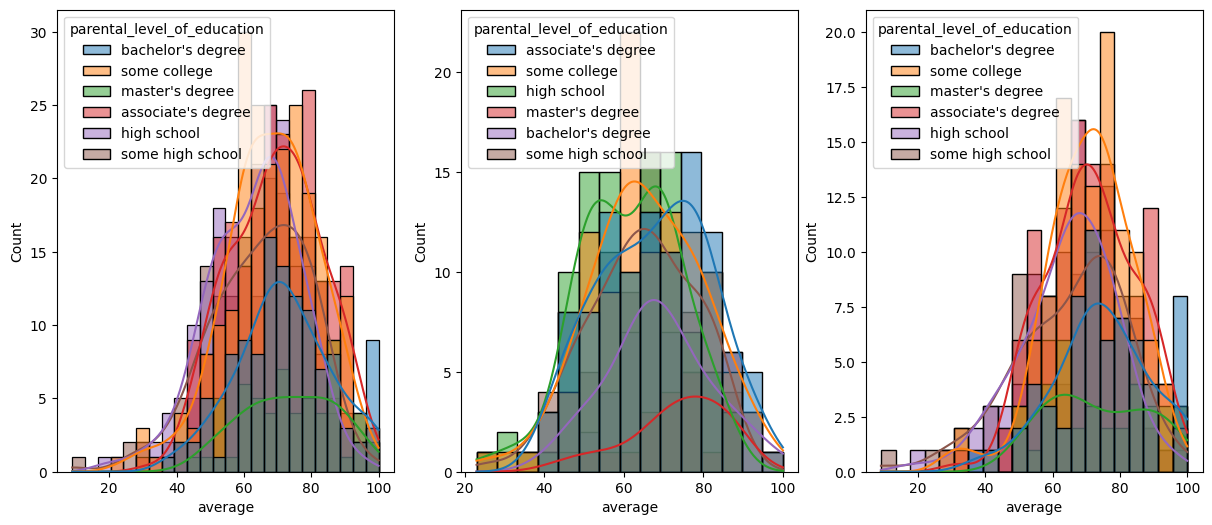 parental_level_of_education
bachelor's degree
some college
master's degree
associate's degree
high school
some high school
30
25
20
15
10
5
0
Count
20 40 60 80 100
average
parental_level_of_education
associate's degree
some college
high school
master's degree
bachelor's degree
some high school
20
15
10
5
0
Count
20 40 60 80 100
average
parental_level_of_education
bachelor's degree
some college
master's degree
associate's degree
high school
some high school
20.0
17.5
15.0
12.5
10.0
7.5
5.0
2.5
0.0
Count
20 40 60 80 100
average